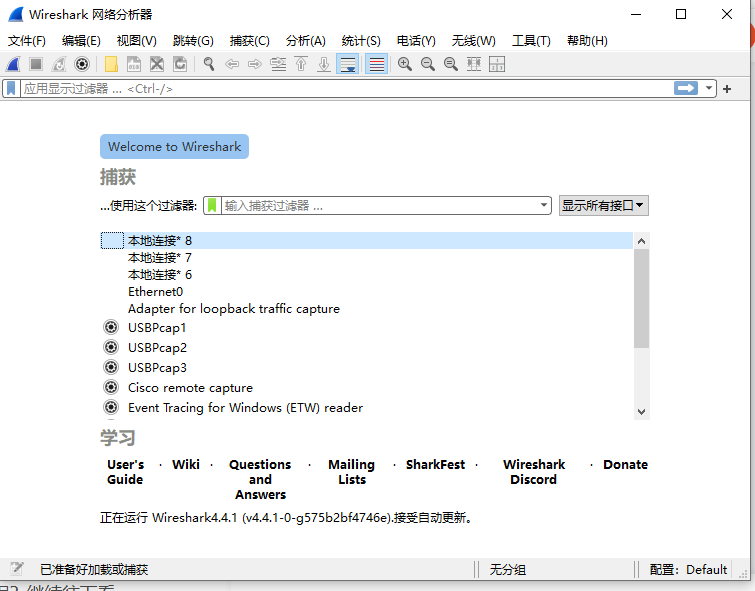 Wireshark 网络分析器
文件(F) 编辑(E) 视图(V) 跳转(G) 捕获(C) 分析(A) 统计(S) 电话(Y) 无线(W) 工具(T) 帮助(H)
应用显示过滤器 … <Ctrl-/>
Welcome to Wireshark
捕获
…使用这个过滤器: 输入捕获过滤器 … 显示所有接口
本地连接* 8
本地连接* 7
本地连接* 6
Ethernet0
Adapter for loopback traffic capture
USBPcap1
USBPcap2
USBPcap3
Cisco remote capture
Event Tracing for Windows (ETW) reader
学习
User's Guide · Wiki · Questions and Answers · Mailing Lists · SharkFest · Wireshark Discord · Donate
正在运行 Wireshark4.4.1 (v4.4.1-0-g575b2bf4746e).接受自动更新。
已准备好加载或捕获 无分组 配置: Default